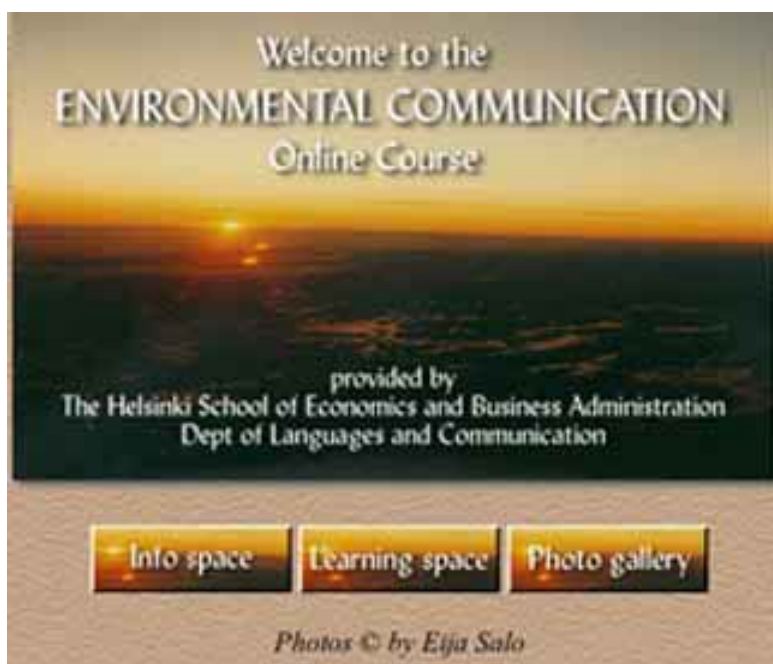 Welcome to the
ENVIRONMENTAL COMMUNICATION
Online Course
provided by
The Helsinki School of Economics and Business Administration
Dept of Languages and Communication
Info space
Learning space
Photo gallery
Photos © by Eija Salo